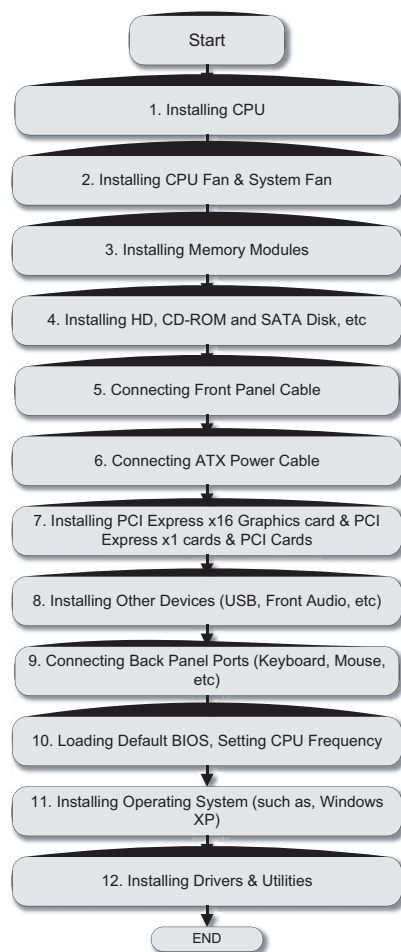 Start
1. Installing CPU
2. Installing CPU Fan & System Fan
3. Installing Memory Modules
4. Installing HD, CD-ROM and SATA Disk, etc
5. Connecting Front Panel Cable
6. Connecting ATX Power Cable
7. Installing PCI Express x16 Graphics card & PCI
Express x1 cards & PCI Cards
8. Installing Other Devices (USB, Front Audio, etc)
9. Connecting Back Panel Ports (Keyboard, Mouse,
etc)
10. Loading Default BIOS, Setting CPU Frequency
11. Installing Operating System (such as, Windows
XP)
12. Installing Drivers & Utilities
END